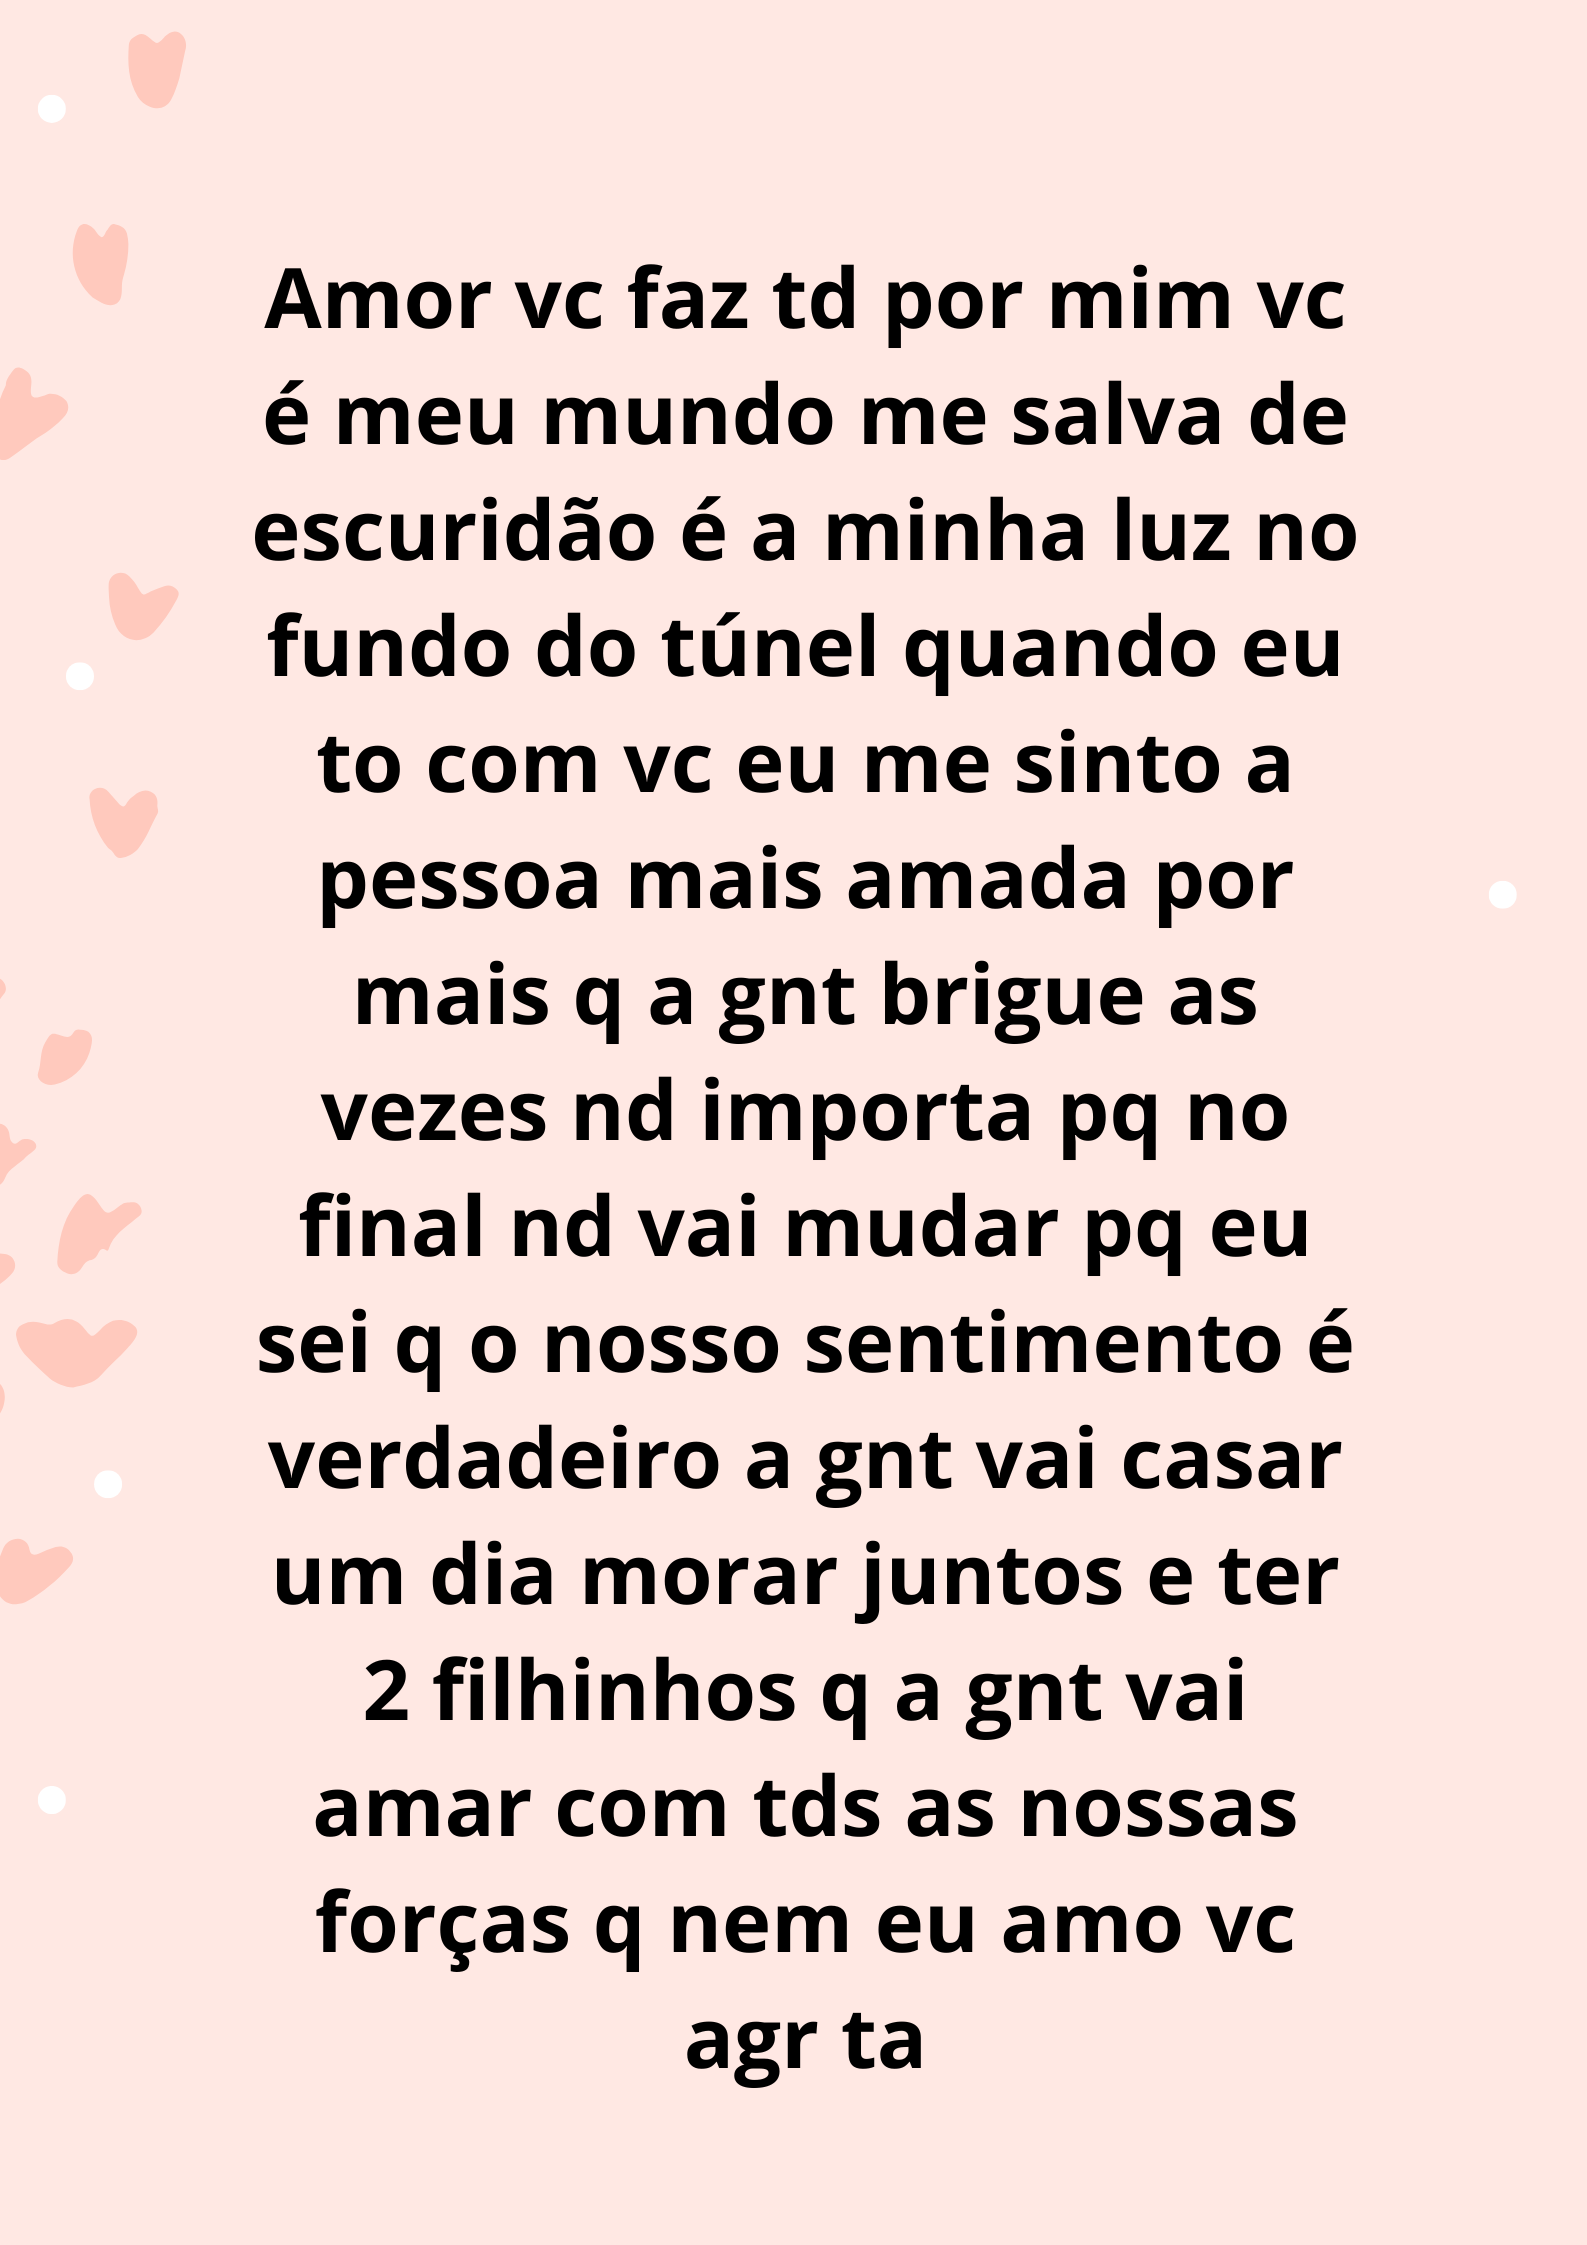 Amor vc faz td por mim vc
é meu mundo me salva de
escuridão é a minha luz no
fundo do túnel quando eu
to com vc eu me sinto a
pessoa mais amada por
mais q a gnt brigue as
vezes nd importa pq no
final nd vai mudar pq eu
sei q o nosso sentimento é
verdadeiro a gnt vai casar
um dia morar juntos e ter
2 filhinhos q a gnt vai
amar com tds as nossas
forças q nem eu amo vc
agr ta